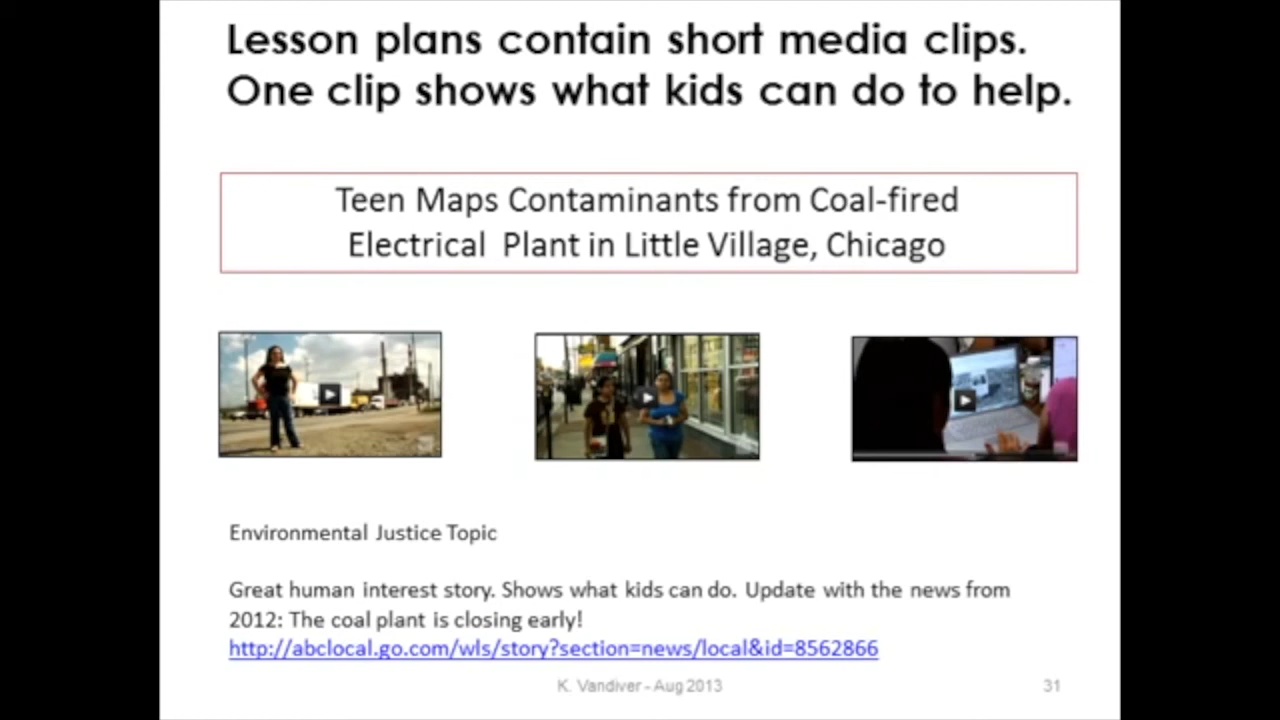 Lesson plans contain short media clips.
One clip shows what kids can do to help.
Teen Maps Contaminants from Coal-fired
Electrical Plant in Little Village, Chicago
Environmental Justice Topic
Great human interest story. Shows what kids can do. Update with the news from
2012: The coal plant is closing early!
http://abclocal.go.com/wls/story?section=news/local&id=8562866
K. Vandiver - Aug 2013
31